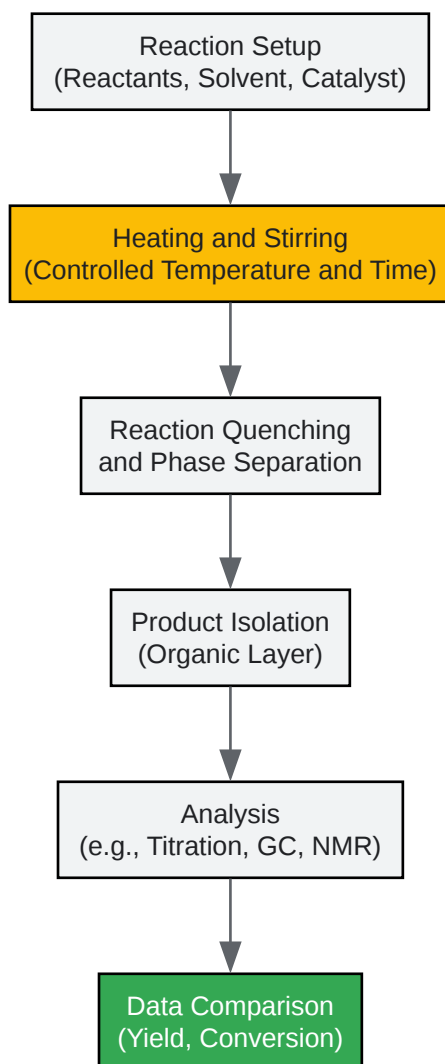 Reaction Setup
(Reactants, Solvent, Catalyst)
Heating and Stirring
(Controlled Temperature and Time)
Reaction Quenching
and Phase Separation
Product Isolation
(Organic Layer)
Analysis
(e.g., Titration, GC, NMR)
Data Comparison
(Yield, Conversion)